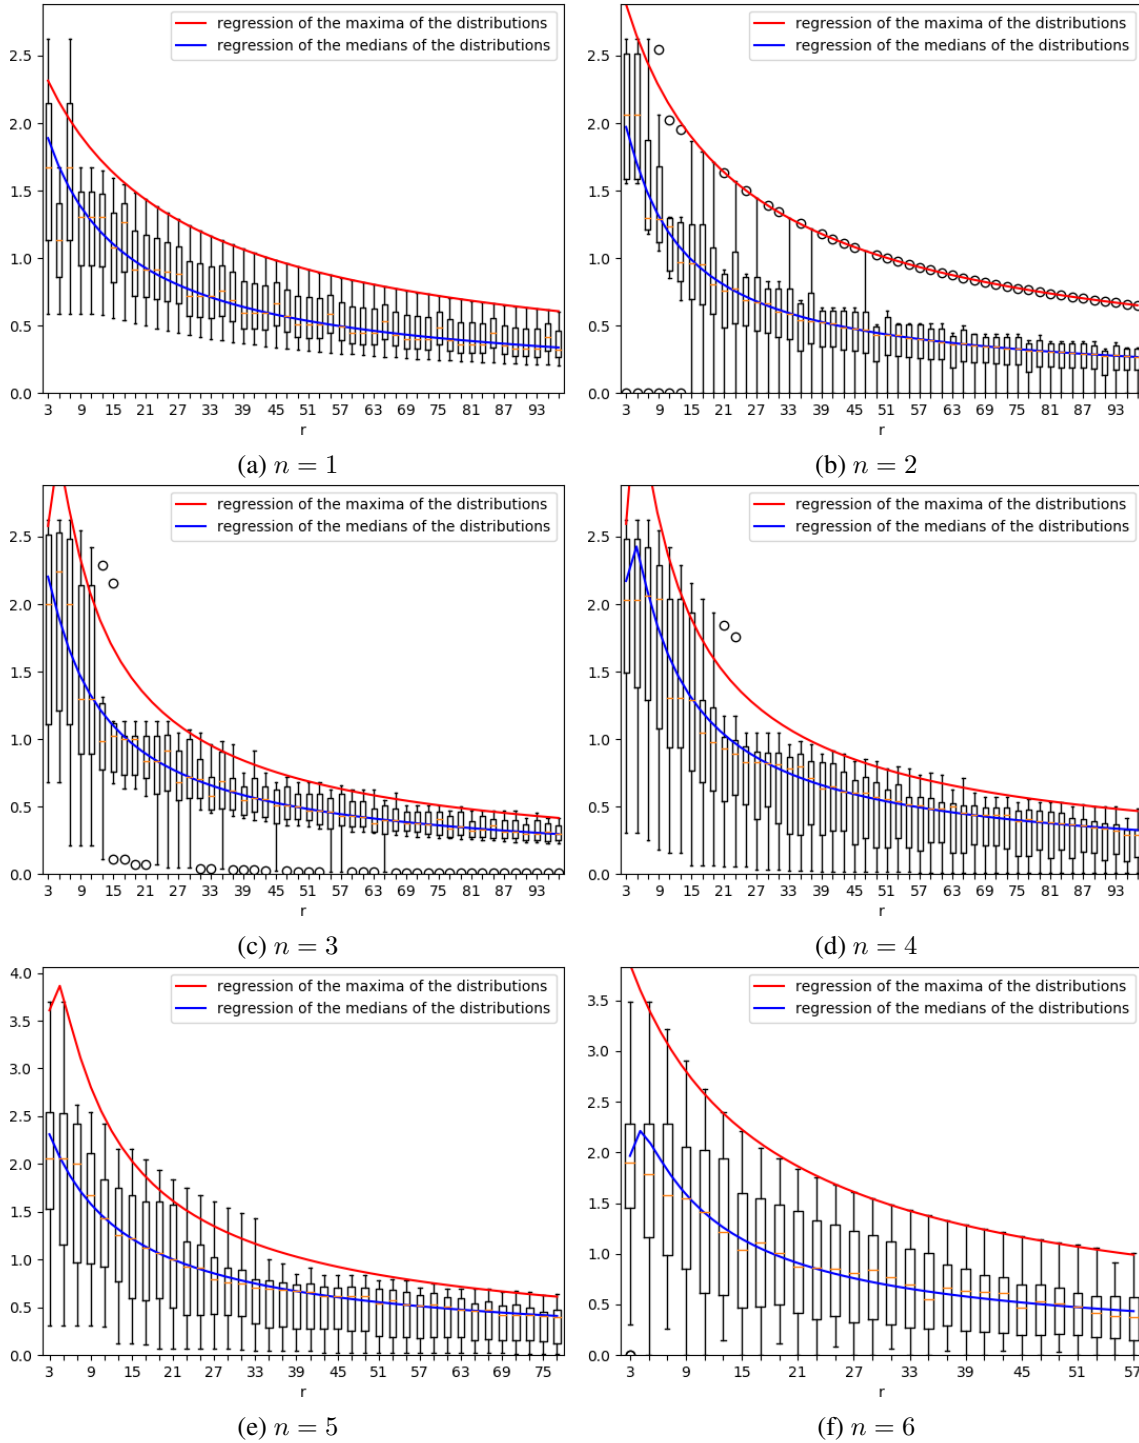 regression of the maxima of the distributions
regression of the medians of the distributions
2.5
2.0
1.5
1.0
0.5
0.0
3 9 15 21 27 33 39 45 51 57 63 69 75 81 87 93
r
(a) n = 1
regression of the maxima of the distributions
regression of the medians of the distributions
2.5
2.0
1.5
1.0
0.5
0.0
3 9 15 21 27 33 39 45 51 57 63 69 75 81 87 93
r
(b) n = 2
regression of the maxima of the distributions
regression of the medians of the distributions
2.5
2.0
1.5
1.0
0.5
0.0
3 9 15 21 27 33 39 45 51 57 63 69 75 81 87 93
r
(c) n = 3
regression of the maxima of the distributions
regression of the medians of the distributions
2.5
2.0
1.5
1.0
0.5
0.0
3 9 15 21 27 33 39 45 51 57 63 69 75 81 87 93
r
(d) n = 4
regression of the maxima of the distributions
regression of the medians of the distributions
4.0
3.5
3.0
2.5
2.0
1.5
1.0
0.5
0.0
3 9 15 21 27 33 39 45 51 57 63 69 75
r
(e) n = 5
regression of the maxima of the distributions
regression of the medians of the distributions
3.5
3.0
2.5
2.0
1.5
1.0
0.5
0.0
3 9 15 21 27 33 39 45 51 57
r
(f) n = 6